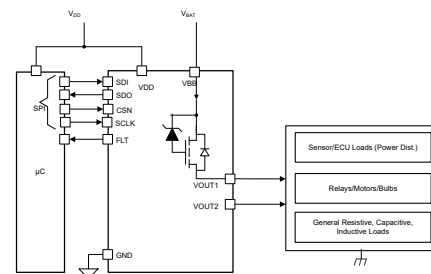 VDD
VBAT
SDI
SDO
CSN
SCLK
FLT
SPI
µC
VDD
VBB
VOUT1
VOUT2
GND
Sensor/ECU Loads (Power Dist.)
Relays/Motors/Bulbs
General Resistive, Capacitive,
Inductive Loads